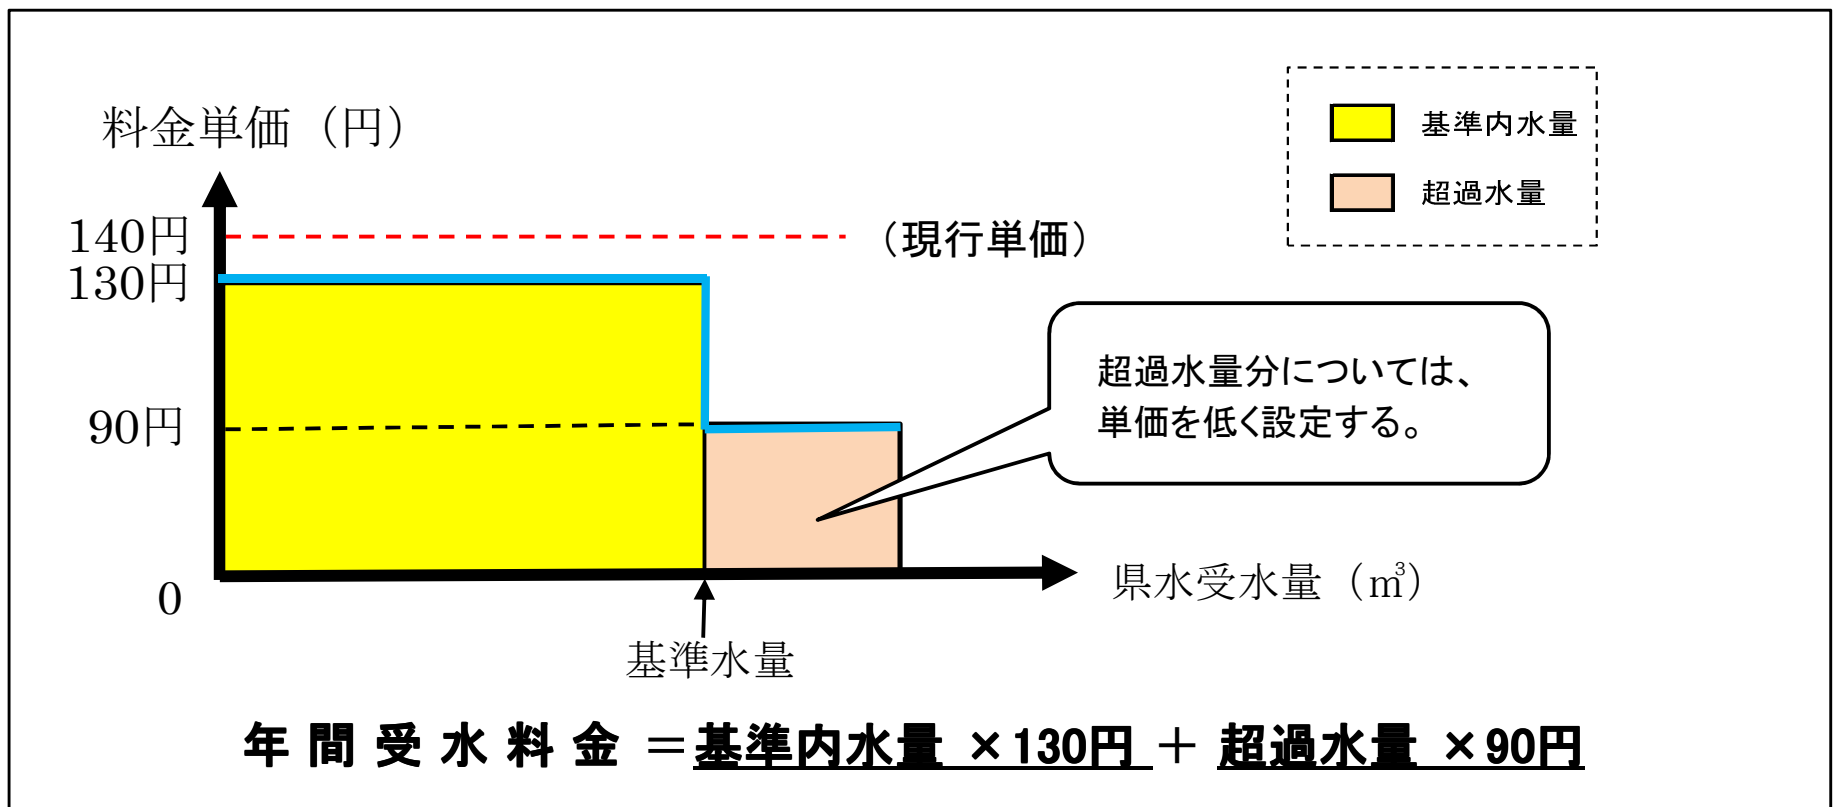 料金単価（円）
基準内水量
超過水量
140円
（現行単価）
130円
超過水量分については、
単価を低く設定する。
90円
0
県水受水量（㎥）
基準水量
年間受水料金＝基準内水量 ×130円＋ 超過水量 ×90円